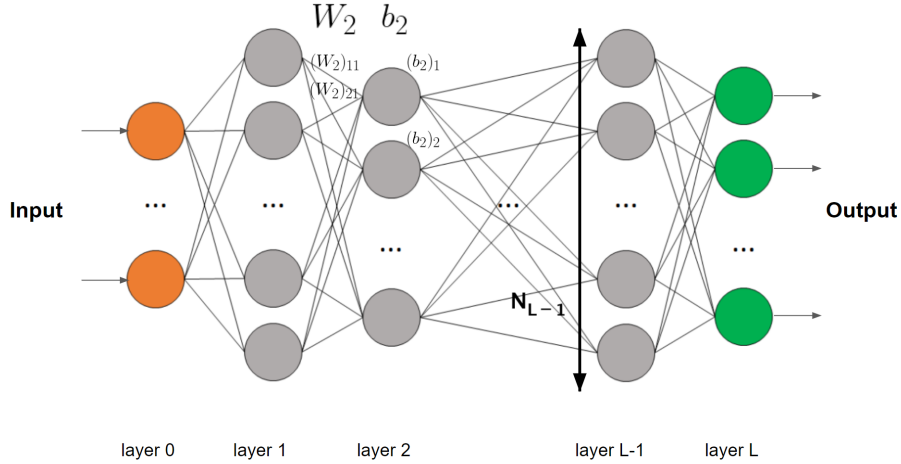 W₂ b₂
(W₂)₁₁
(b₂)₁
(W₂)₂₁
(b₂)₂
...
...
...
...
...
...
Input
Output
N_{L−1}
layer 0
layer 1
layer 2
layer L-1
layer L